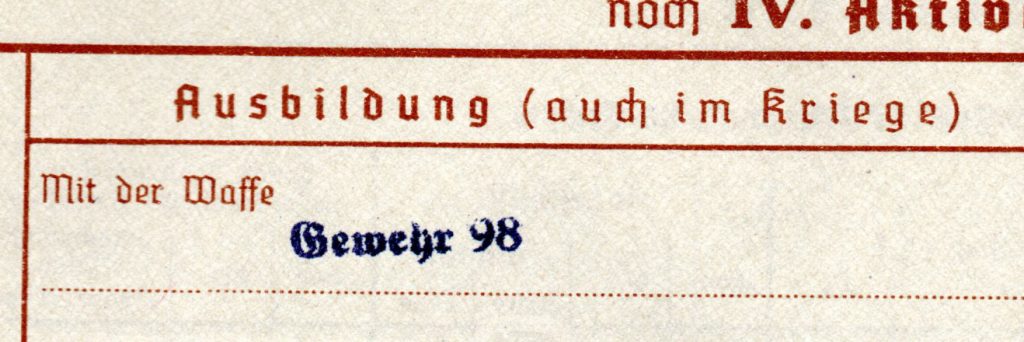 noch IV. Aktiv
Ausbildung (auch im Kriege)
Mit der Waffe
Gewehr 98